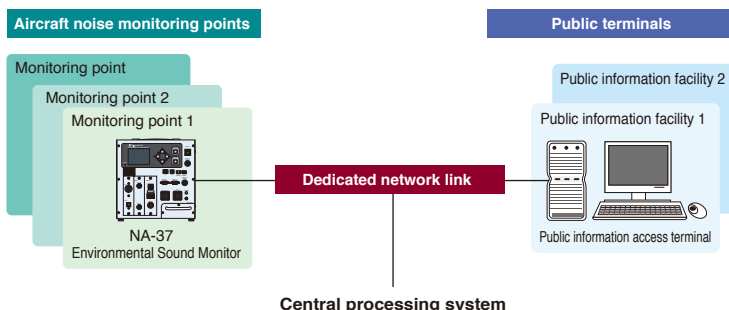 Aircraft noise monitoring points
Public terminals
Monitoring point
Monitoring point 2
Monitoring point 1
NA-37
Environmental Sound Monitor
Dedicated network link
Public information facility 2
Public information facility 1
Public information access terminal
Central processing system